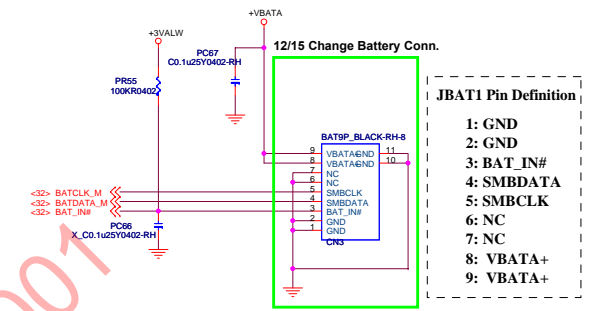 +VBATA
+3VALW
12/15 Change Battery Conn.
PC67
C0.1u25Y0402-RH
PR55
100KR0402
JBAT1 Pin Definition
1: GND
2: GND
3: BAT_IN#
4: SMBDATA
5: SMBCLK
6: NC
7: NC
8: VBATA+
9: VBATA+
BAT9P_BLACK-RH-8
9 VBATA+ GND 11
8 VBATA+ GND 10
7 NC
6 NC
5 SMBCLK
4 SMBDATA
3 BAT_IN#
2 GND
1 GND
CN3
<32> BATCLK_M
<32> BATDATA_M
<32> BAT_IN#
PC66
X_C0.1u25Y0402-RH
001